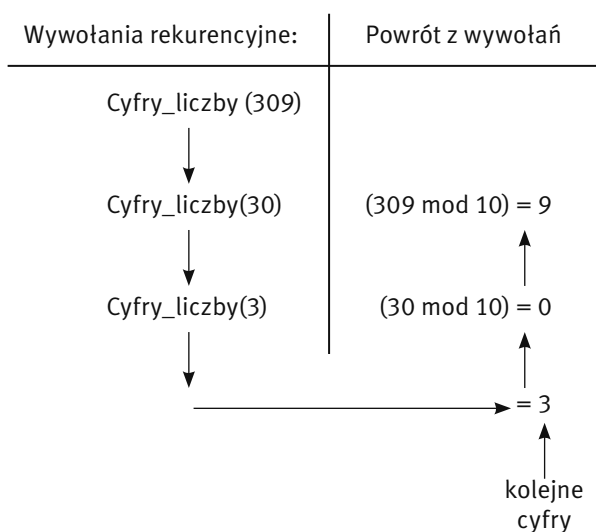 Wywołania rekurencyjne:
Powrót z wywołań
Cyfry_liczby (309)
Cyfry_liczby(30)
(309 mod 10) = 9
Cyfry_liczby(3)
(30 mod 10) = 0
= 3
kolejne
cyfry